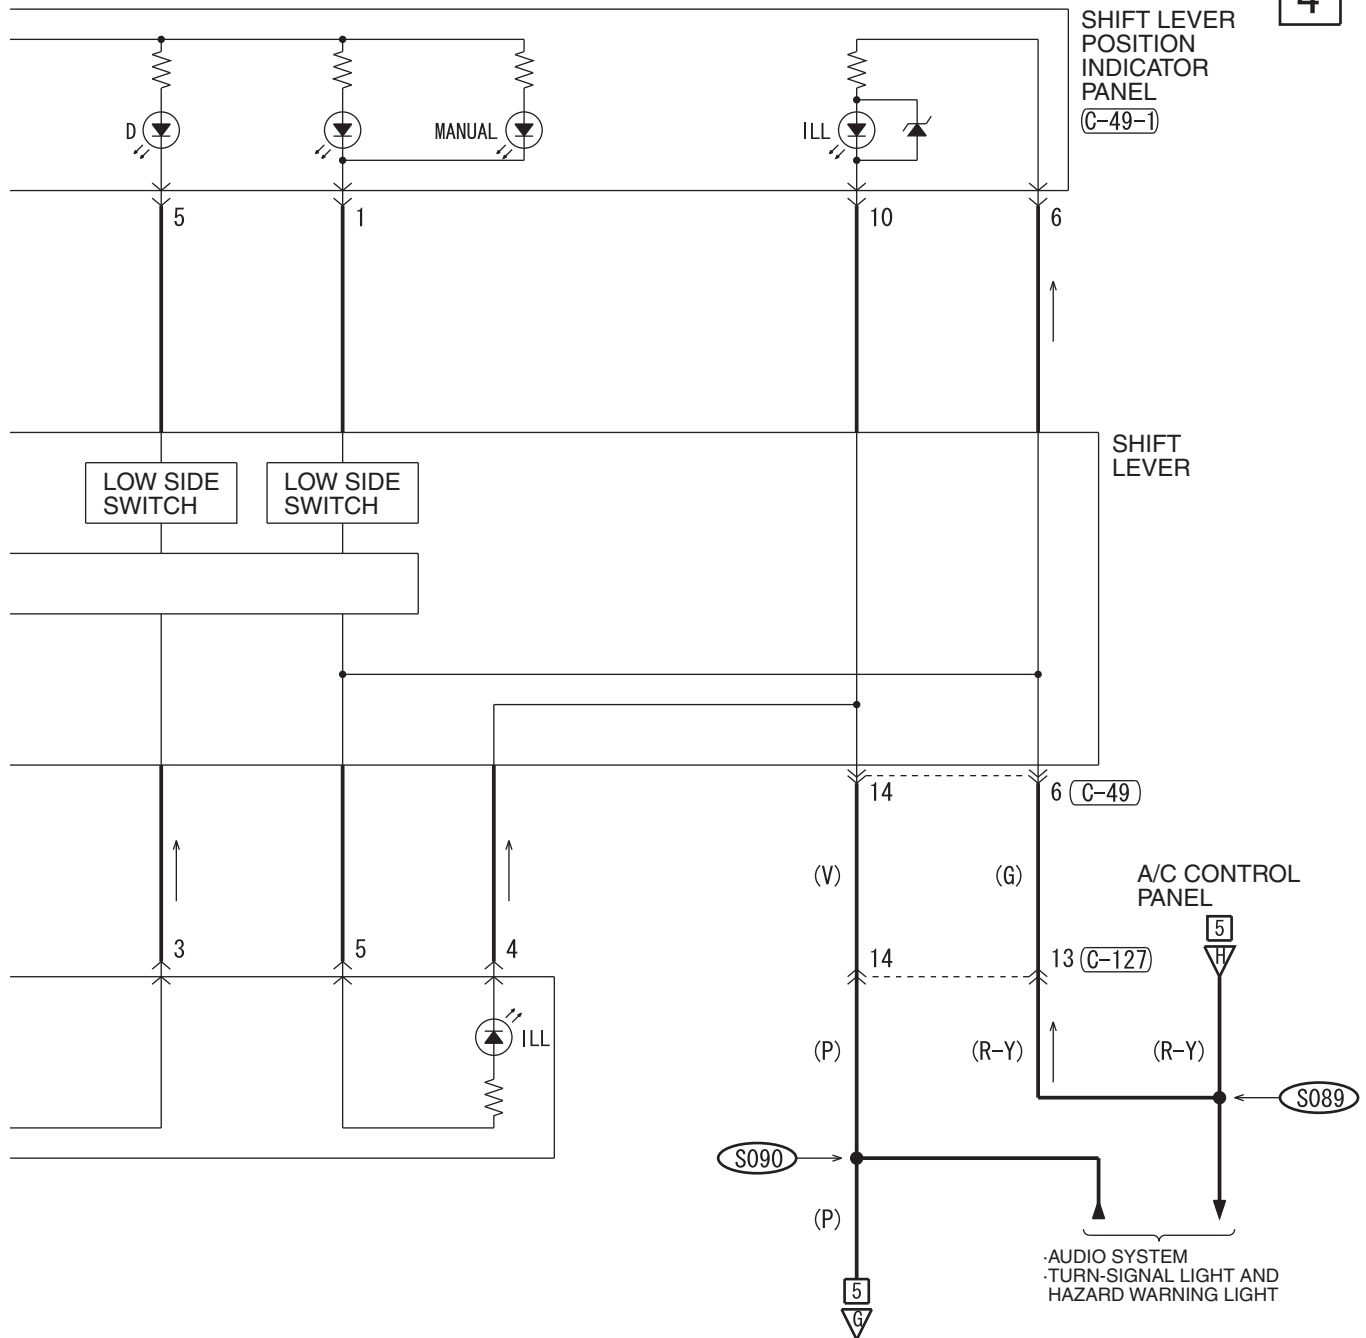 4
SHIFT LEVER
POSITION
INDICATOR
PANEL
(C-49-1)
D
MANUAL
ILL
5
1
10
6
SHIFT
LEVER
LOW SIDE
SWITCH
LOW SIDE
SWITCH
14
6 (C-49)
(V)
(G)
A/C CONTROL
PANEL
5
H
3
5
4
14
13 (C-127)
ILL
(P)
(R-Y)
(R-Y)
S089
S090
(P)
·AUDIO SYSTEM
·TURN-SIGNAL LIGHT AND
HAZARD WARNING LIGHT
5
G